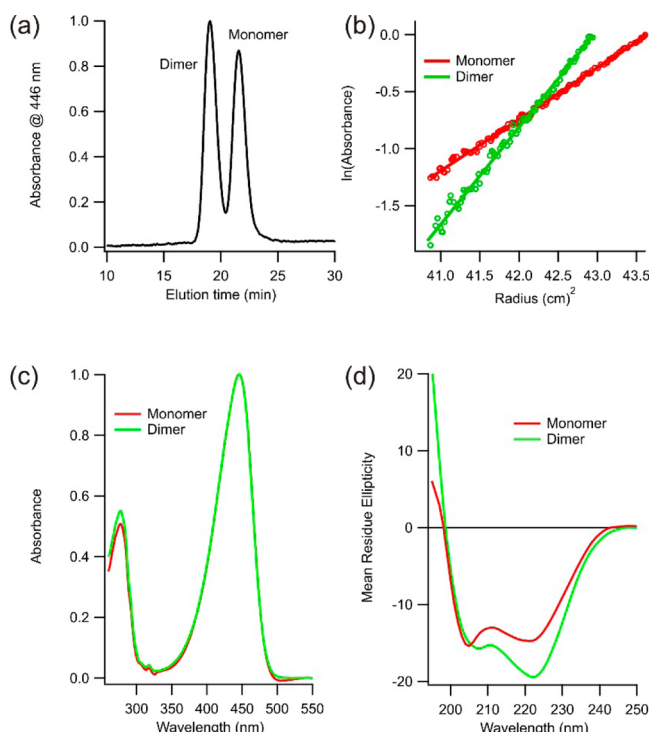 (a)
Absorbance @ 446 nm
1.0
0.8
0.6
0.4
0.2
0.0
Dimer
Monomer
10
15
20
25
30
Elution time (min)
(b)
ln(Absorbance)
0.0
-0.5
-1.0
-1.5
Monomer
Dimer
41.0
41.5
42.0
42.5
43.0
43.5
Radius (cm)²
(c)
Absorbance
1.0
0.8
0.6
0.4
0.2
0.0
Monomer
Dimer
300
350
400
450
500
550
Wavelength (nm)
(d)
Mean Residue Ellipticity
20
10
0
-10
-20
Monomer
Dimer
200
210
220
230
240
250
Wavelength (nm)